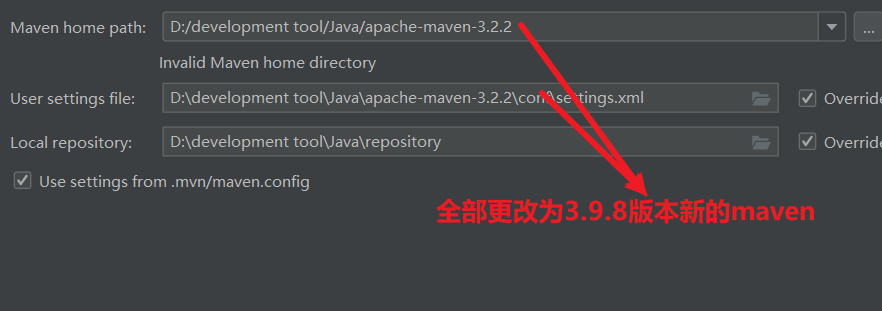 Maven home path: D:/development tool/Java/apache-maven-3.2.2 ...
Invalid Maven home directory
User settings file: D:\development tool\Java\apache-maven-3.2.2\conf\settings.xml Override
Local repository: D:\development tool\Java\repository Override
Use settings from .mvn/maven.config
全部更改为3.9.8版本新的maven